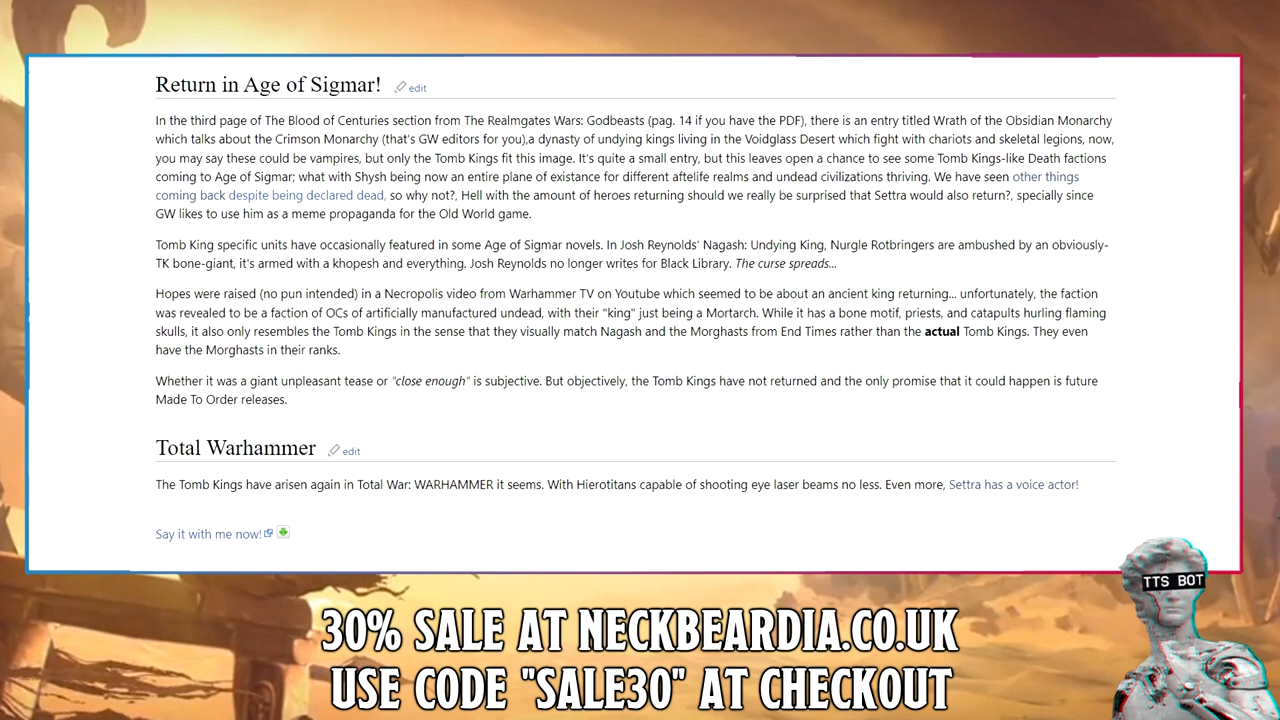 Return in Age of Sigmar! edit
In the third page of The Blood of Centuries section from The Realmgates Wars: Godbeasts (pag. 14 if you have the PDF), there is an entry titled Wrath of the Obsidian Monarchy
which talks about the Crimson Monarchy (that's GW editors for you),a dynasty of undying kings living in the Voidglass Desert which fight with chariots and skeletal legions, now,
you may say these could be vampires, but only the Tomb Kings fit this image. It's quite a small entry, but this leaves open a chance to see some Tomb Kings-like Death factions
coming to Age of Sigmar; what with Shysh being now an entire plane of existance for different aftelife realms and undead civilizations thriving. We have seen other things
coming back despite being declared dead, so why not?, Hell with the amount of heroes returning should we really be surprised that Settra would also return?, specially since
GW likes to use him as a meme propaganda for the Old World game.
Tomb King specific units have occasionally featured in some Age of Sigmar novels. In Josh Reynolds' Nagash: Undying King, Nurgle Rotbringers are ambushed by an obviously-
TK bone-giant, it's armed with a khopesh and everything. Josh Reynolds no longer writes for Black Library. The curse spreads...
Hopes were raised (no pun intended) in a Necropolis video from Warhammer TV on Youtube which seemed to be about an ancient king returning... unfortunately, the faction
was revealed to be a faction of OCs of artificially manufactured undead, with their "king" just being a Mortarch. While it has a bone motif, priests, and catapults hurling flaming
skulls, it also only resembles the Tomb Kings in the sense that they visually match Nagash and the Morghasts from End Times rather than the actual Tomb Kings. They even
have the Morghasts in their ranks.
Whether it was a giant unpleasant tease or "close enough" is subjective. But objectively, the Tomb Kings have not returned and the only promise that it could happen is future
Made To Order releases.
Total Warhammer edit
The Tomb Kings have arisen again in Total War: WARHAMMER it seems. With Hierotitans capable of shooting eye laser beams no less. Even more, Settra has a voice actor!
Say it with me now!
TTS BOT
30% SALE AT NECKBEARDIA.CO.UK
USE CODE "SALE30" AT CHECKOUT